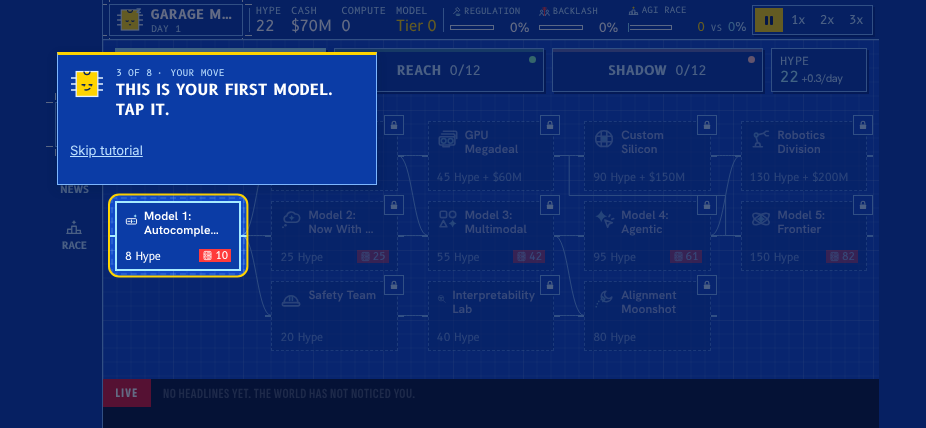 GARAGE M...
DAY 1
HYPE
22
CASH
$70M
COMPUTE
0
MODEL
Tier 0
REGULATION
0%
BACKLASH
0%
AGI RACE
0 VS 0%
1x
2x
3x
3 OF 8 · YOUR MOVE
THIS IS YOUR FIRST MODEL.
TAP IT.
Skip tutorial
REACH 0/12
SHADOW 0/12
HYPE
22 +0.3/day
NEWS
RACE
GPU
Megadeal
45 Hype + $60M
Custom
Silicon
90 Hype + $150M
Robotics
Division
130 Hype + $200M
Model 1:
Autocomple...
8 Hype
10
Model 2:
Now With ...
25 Hype
25
Model 3:
Multimodal
55 Hype
42
Model 4:
Agentic
95 Hype
61
Model 5:
Frontier
150 Hype
82
Safety Team
20 Hype
Interpretability
Lab
40 Hype
Alignment
Moonshot
80 Hype
LIVE
NO HEADLINES YET. THE WORLD HAS NOT NOTICED YOU.